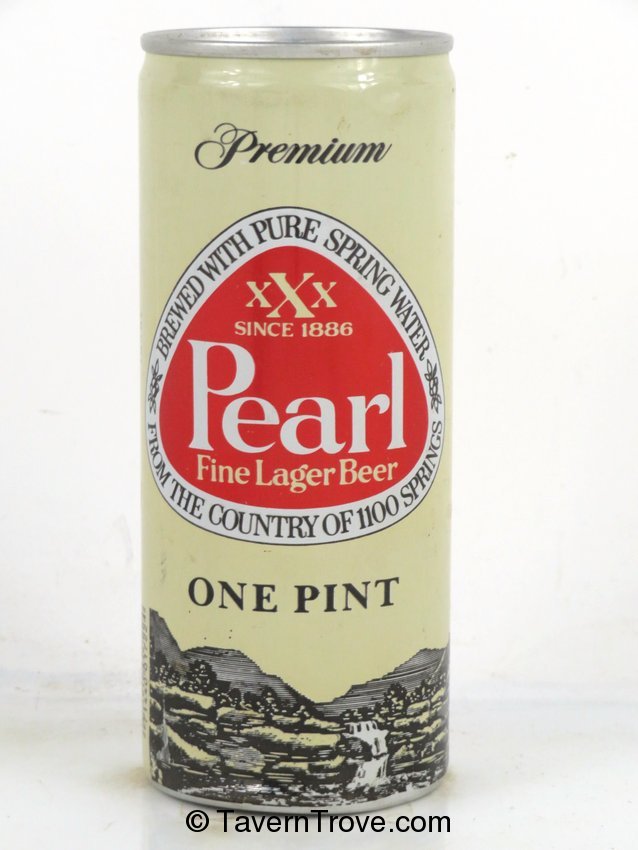 Premium
BREWED WITH PURE SPRING WATER
XXX
SINCE 1886
Pearl
Fine Lager Beer
FROM THE COUNTRY OF 1100 SPRINGS
ONE PINT
© TavernTrove.com